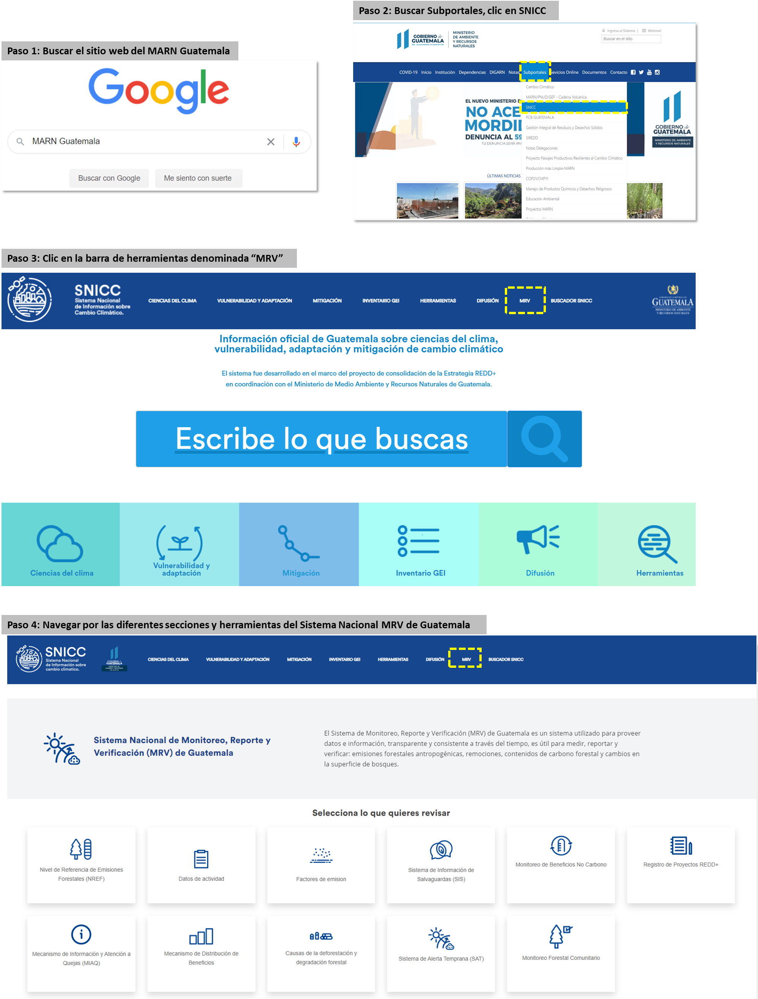 Paso 1: Buscar el sitio web del MARN Guatemala
Google
MARN Guatemala
Buscar con Google
Me siento con suerte
Paso 2: Buscar Subportales, clic en SNICC
GOBIERNO de
GUATEMALA
DR. ALEJANDRO GIAMMATTEI
MINISTERIO
DE AMBIENTE
Y RECURSOS
NATURALES
Ingreso al Sistema | Webmail
Buscar en el sitio
COVID-19 Inicio Institución Dependencias DIGARN Notas Subportales Sevicios Online Documentos Contacto
Cambio Climático
MARN/PNUD/GEF - Cadena Volcánica
SNICC
PCB GUATEMALA
Gestión Integral de Residuos y Desechos Sólidos
SIREDD
Notas Delegaciones
Proyecto Paisajes Productivos Resilientes al Cambio Climático
Producción más Limpia-MARN
COP21/CMP11
Manejo de Productos Químicos y Desechos Peligrosos
Educación Ambiental
Proyectos MARN
EL NUEVO MINISTERIO D
NO ACE
MORDI
DENUNCIA AL 59
TU DENUNCIA SERÁ AN
ÚLTIMAS NOTICIAS
GOBIERNO de
GUATEMALA
DR. ALEJANDRO GIAMMATTEI
MINISTERIO DE AMBIENTE
Y RECURSOS NATURALES
Paso 3: Clic en la barra de herramientas denominada “MRV”
SNICC
Sistema Nacional
de Información sobre
Cambio Climático.
CIENCIAS DEL CLIMA VULNERABILIDAD Y ADAPTACIÓN MITIGACIÓN INVENTARIO GEI HERRAMIENTAS DIFUSIÓN MRV BUSCADOR SNICC
GUATEMALA
MINISTERIO DE AMBIENTE
Y RECURSOS NATURALES
Información oficial de Guatemala sobre ciencias del clima,
vulnerabilidad, adaptación y mitigación de cambio climático
El sistema fue desarrollado en el marco del proyecto de consolidación de la Estrategia REDD+
en coordinación con el Ministerio de Medio Ambiente y Recursos Naturales de Guatemala.
Escribe lo que buscas
Ciencias del clima
Vulnerabilidad y
adaptación
Mitigación
Inventario GEI
Difusión
Herramientas
Paso 4: Navegar por las diferentes secciones y herramientas del Sistema Nacional MRV de Guatemala
SNICC
Sistema Nacional
de Información sobre
cambio climatico.
GOBIERNO de
GUATEMALA
CIENCIAS DEL CLIMA VULNERABILIDAD Y ADAPTACIÓN MITIGACIÓN INVENTARIO GEI HERRAMIENTAS DIFUSIÓN MRV BUSCADOR SNICC
Sistema Nacional de Monitoreo, Reporte y
Verificación (MRV) de Guatemala
El Sistema de Monitoreo, Reporte y Verificación (MRV) de Guatemala es un sistema utilizado para proveer
datos e información, transparente y consistente a través del tiempo, es útil para medir, reportar y
verificar: emisiones forestales antropogénicas, remociones, contenidos de carbono forestal y cambios en
la superficie de bosques.
Selecciona lo que quieres revisar
Nivel de Referencia de Emisiones
Forestales (NREF)
Datos de actividad
Factores de emision
Sistema de Información de
Salvaguardas (SIS)
Monitoreo de Beneficios No Carbono
Registro de Proyectos REDD+
Mecanismo de Información y Atención a
Quejas (MIAQ)
Mecanismo de Distribución de
Beneficios
Causas de la deforestación y
degradación forestal
Sistema de Alerta Temprana (SAT)
Monitoreo Forestal Comunitario